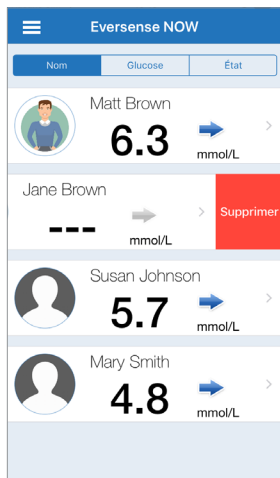 Eversense NOW
Nom Glucose État
Matt Brown
6.3 mmol/L
Jane Brown
--- mmol/L Supprimer
Susan Johnson
5.7 mmol/L
Mary Smith
4.8 mmol/L